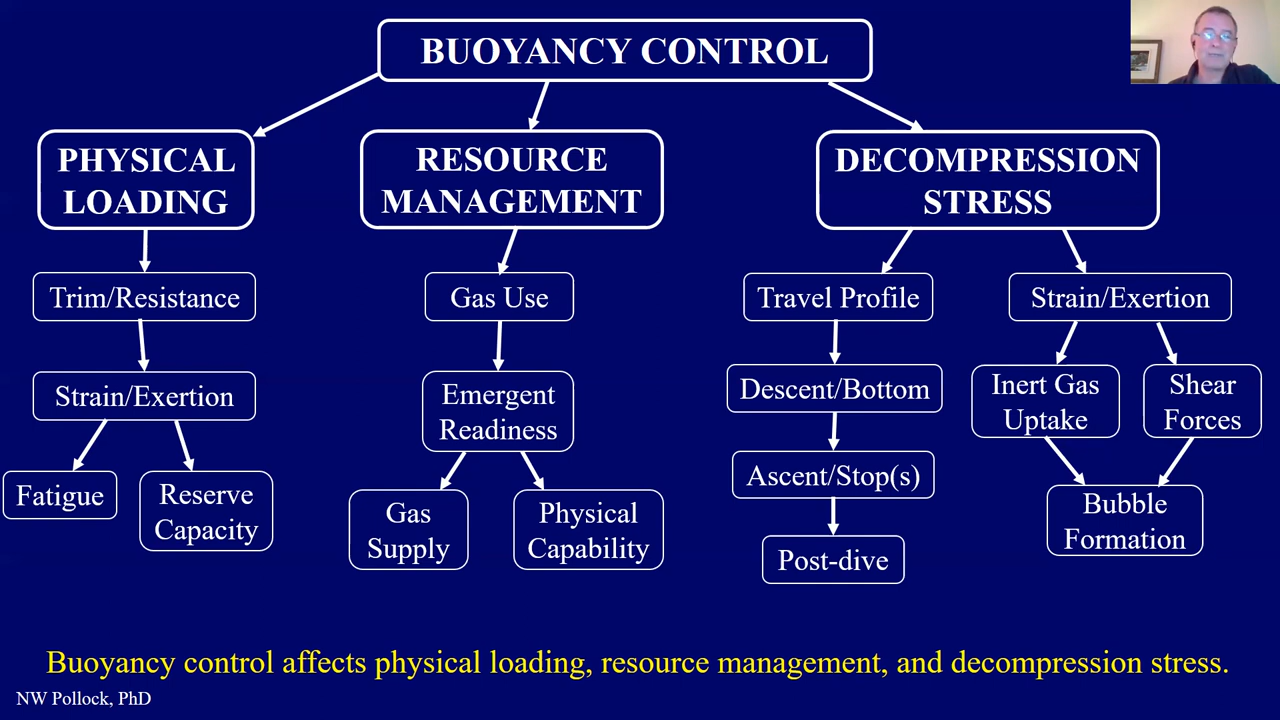 BUOYANCY CONTROL
PHYSICAL
LOADING
RESOURCE
MANAGEMENT
DECOMPRESSION
STRESS
Trim/Resistance
Gas Use
Travel Profile
Strain/Exertion
Strain/Exertion
Emergent
Readiness
Descent/Bottom
Inert Gas
Uptake
Shear
Forces
Fatigue
Reserve
Capacity
Gas
Supply
Physical
Capability
Ascent/Stop(s)
Post-dive
Bubble
Formation
Buoyancy control affects physical loading, resource management, and decompression stress.
NW Pollock, PhD